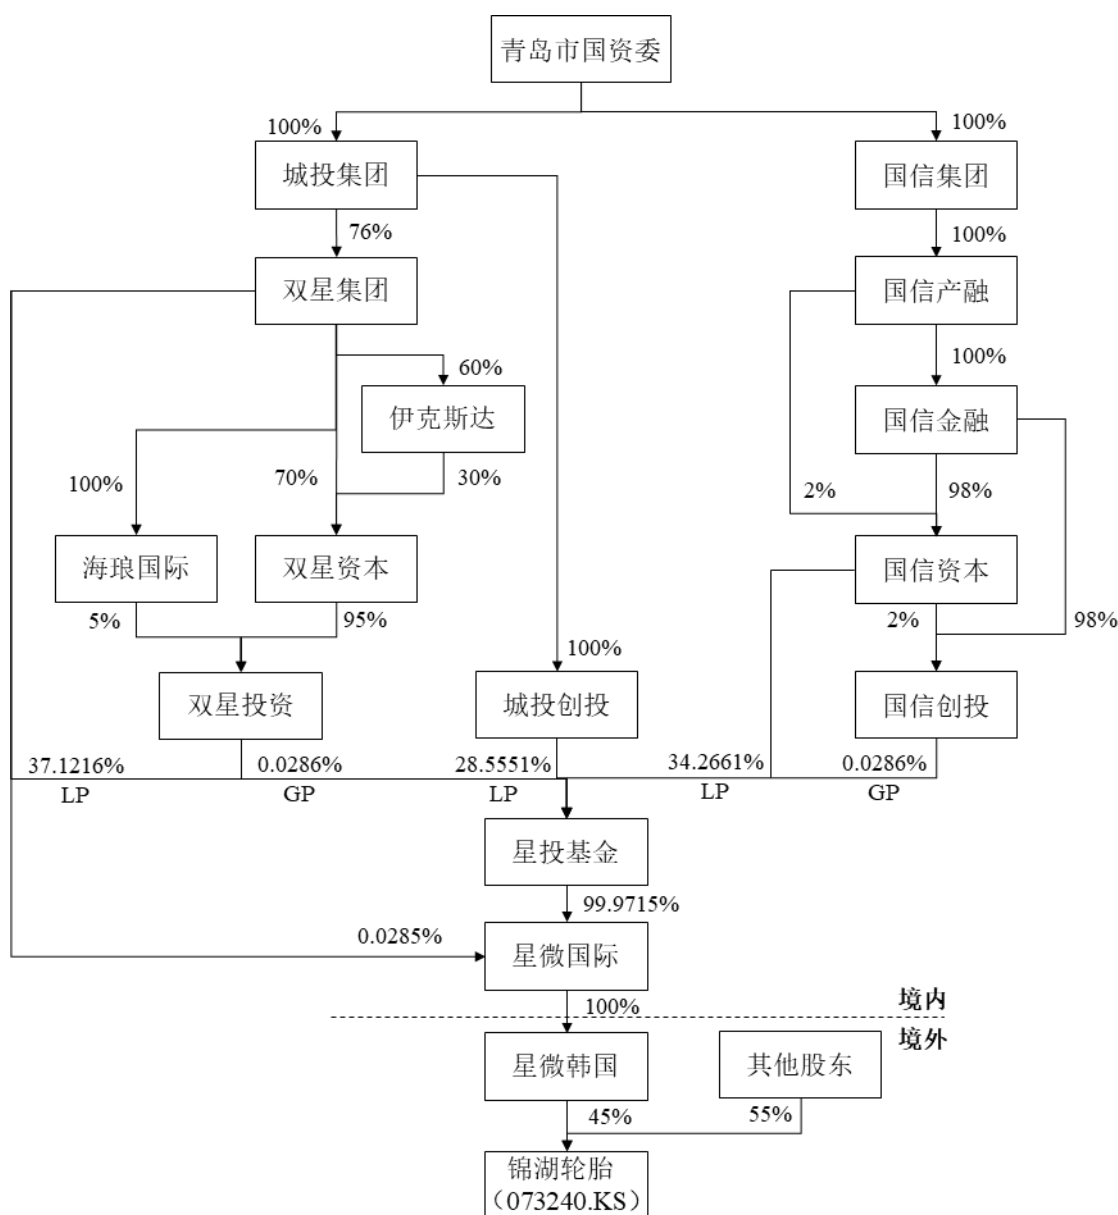 青岛市国资委
100%
100%
城投集团
国信集团
76%
100%
双星集团
国信产融
60%
100%
伊克斯达
国信金融
100%
70%
30%
2%
98%
海琅国际
双星资本
国信资本
5%
95%
2%
98%
100%
双星投资
城投创投
国信创投
37.1216%
0.0286%
28.5551%
34.2661%
0.0286%
LP
GP
LP
LP
GP
星投基金
99.9715%
0.0285%
星微国际
境内
100%
境外
星微韩国
其他股东
45%
55%
锦湖轮胎
(073240.KS)